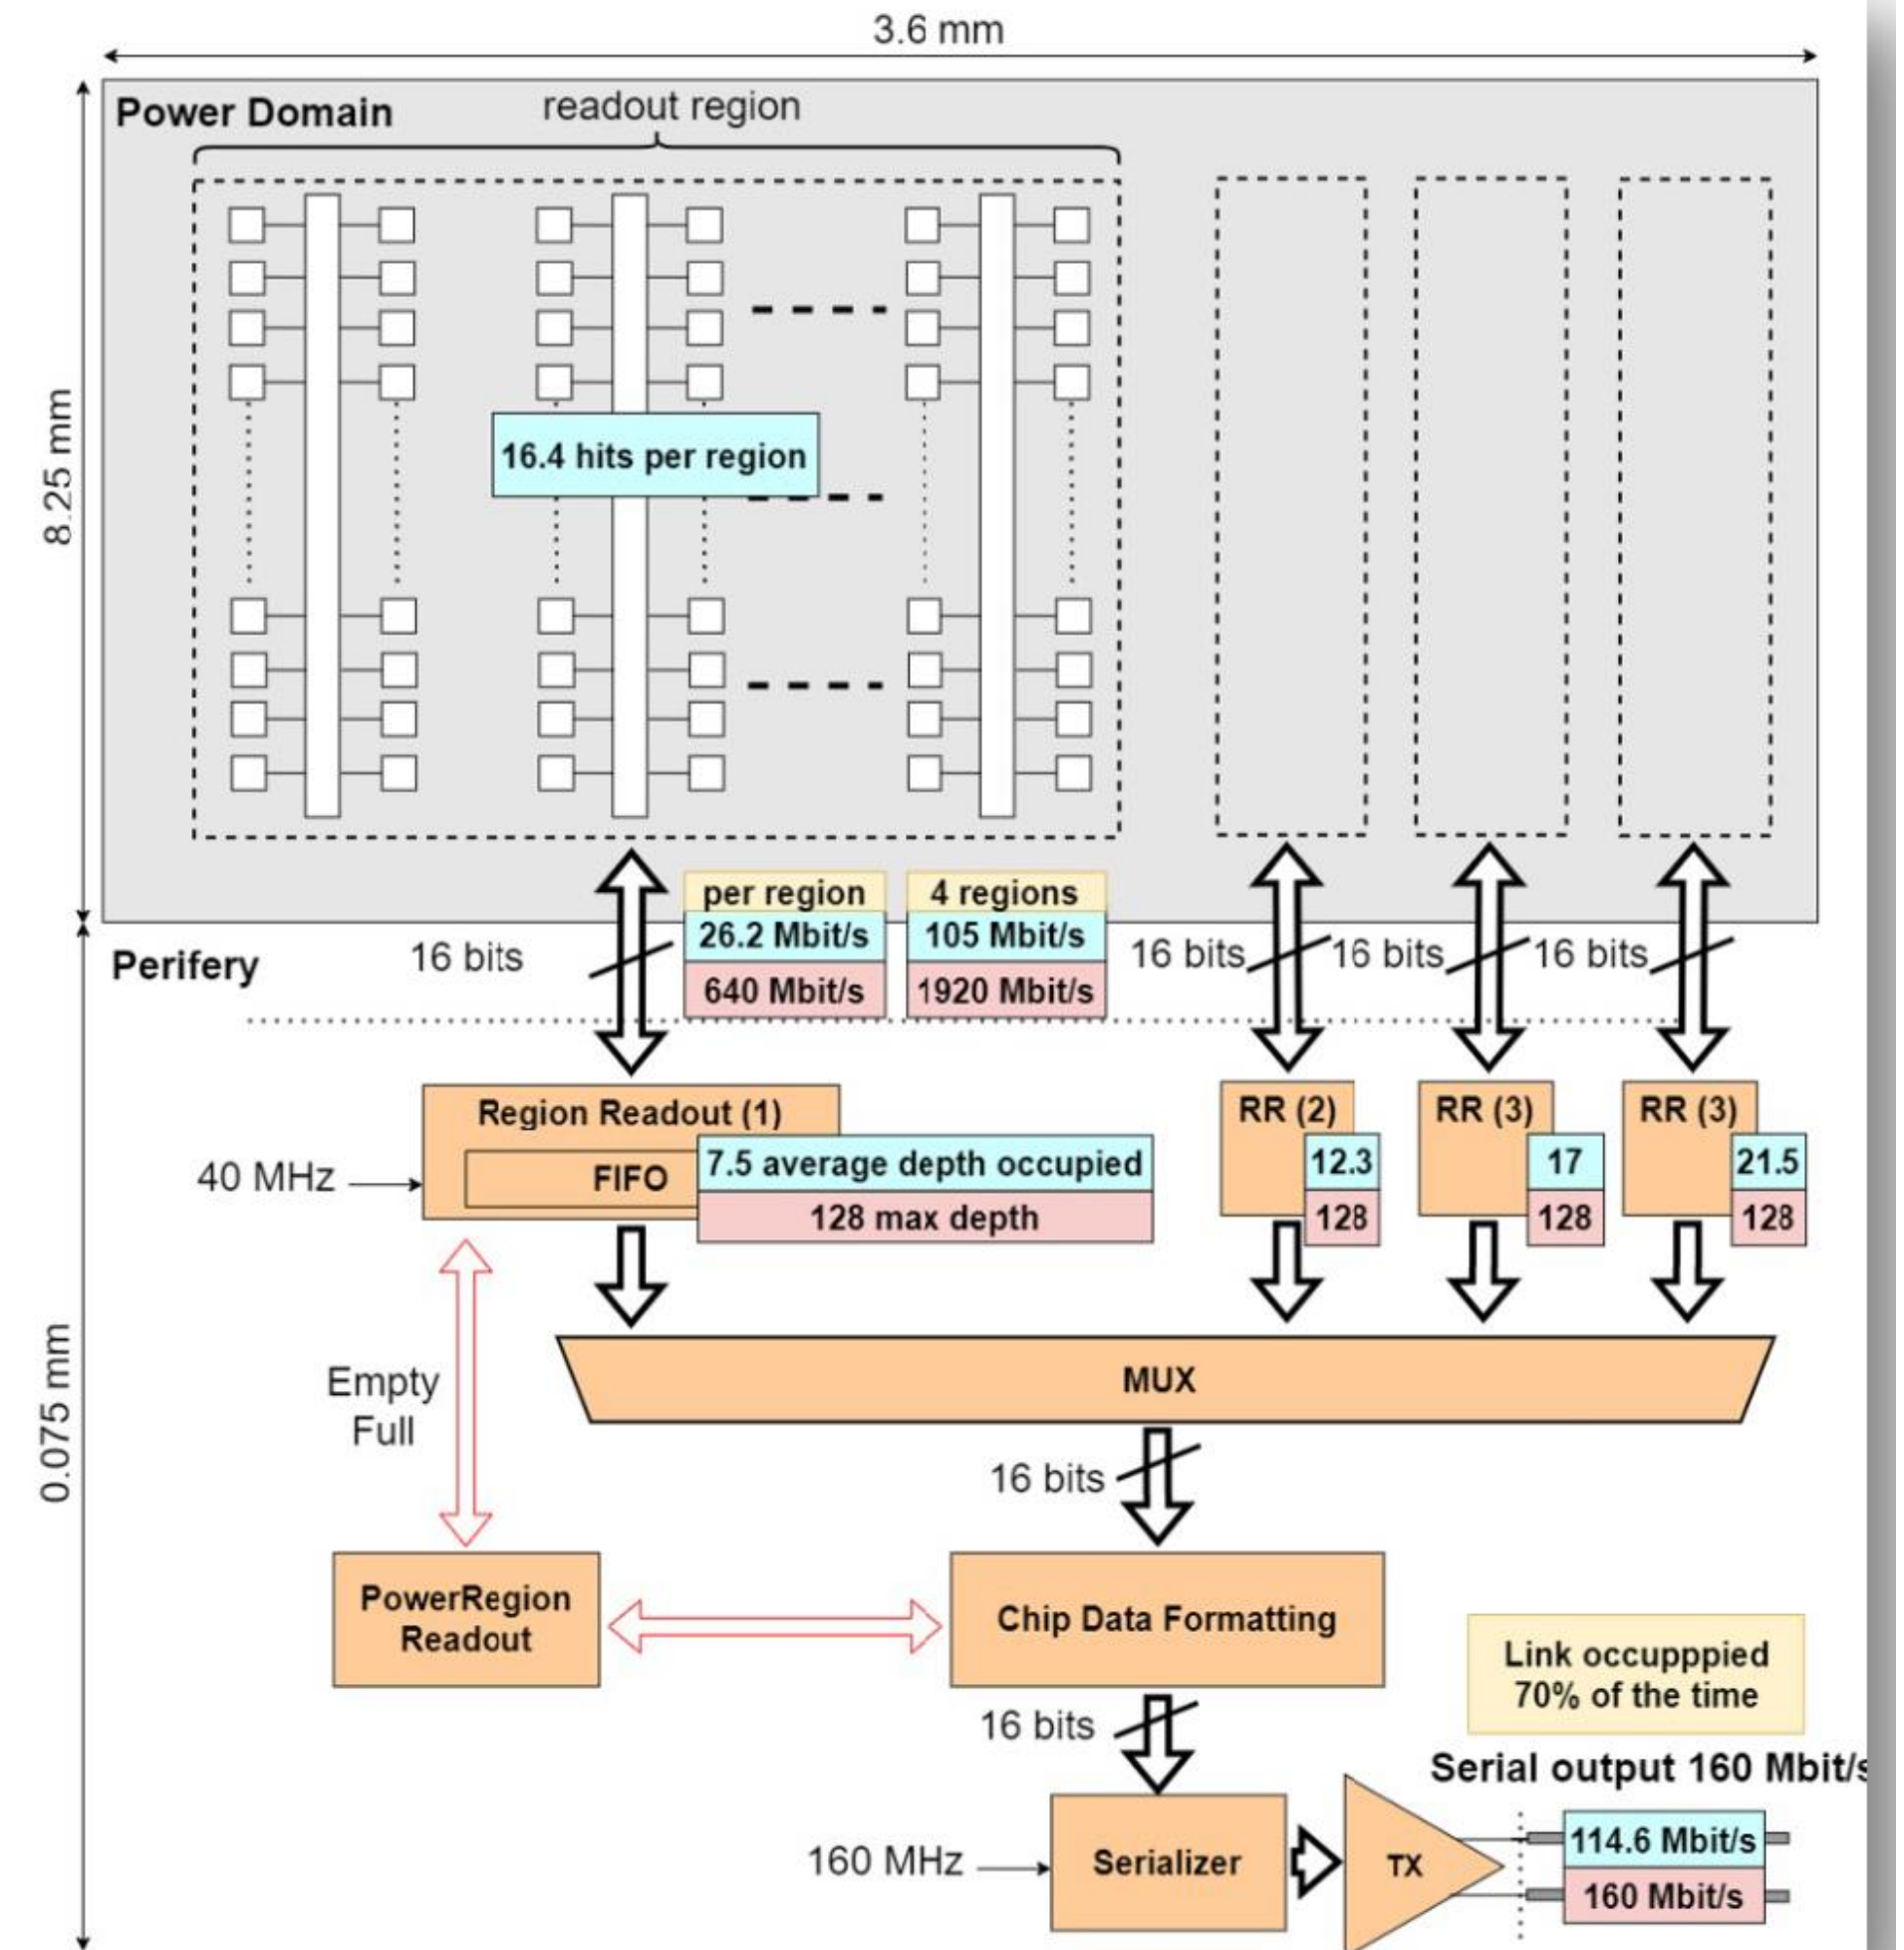 3.6 mm
Power Domain
readout region
16.4 hits per region
8.25 mm
per region
4 regions
26.2 Mbit/s
105 Mbit/s
640 Mbit/s
1920 Mbit/s
Perifery
16 bits
16 bits
16 bits
16 bits
Region Readout (1)
RR (2)
RR (3)
RR (3)
40 MHz
FIFO
7.5 average depth occupied
128 max depth
12.3
128
17
128
21.5
128
0.075 mm
Empty
Full
MUX
16 bits
PowerRegion
Readout
Chip Data Formatting
Link occupppied
70% of the time
16 bits
Serial output 160 Mbit/s
160 MHz
Serializer
TX
114.6 Mbit/s
160 Mbit/s